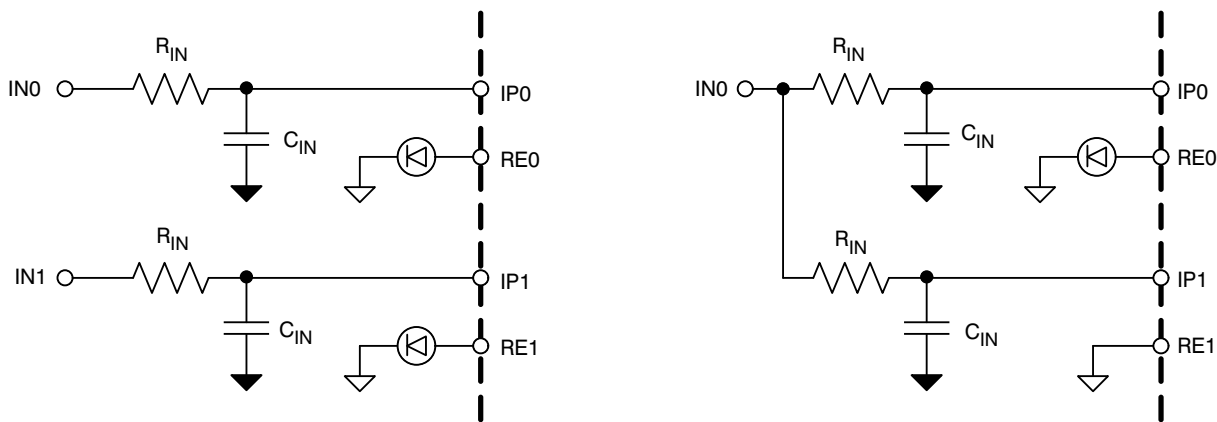 R_IN
IN0
IP0
C_IN
RE0
R_IN
IN1
IP1
C_IN
RE1
R_IN
IN0
IP0
C_IN
RE0
R_IN
IP1
C_IN
RE1